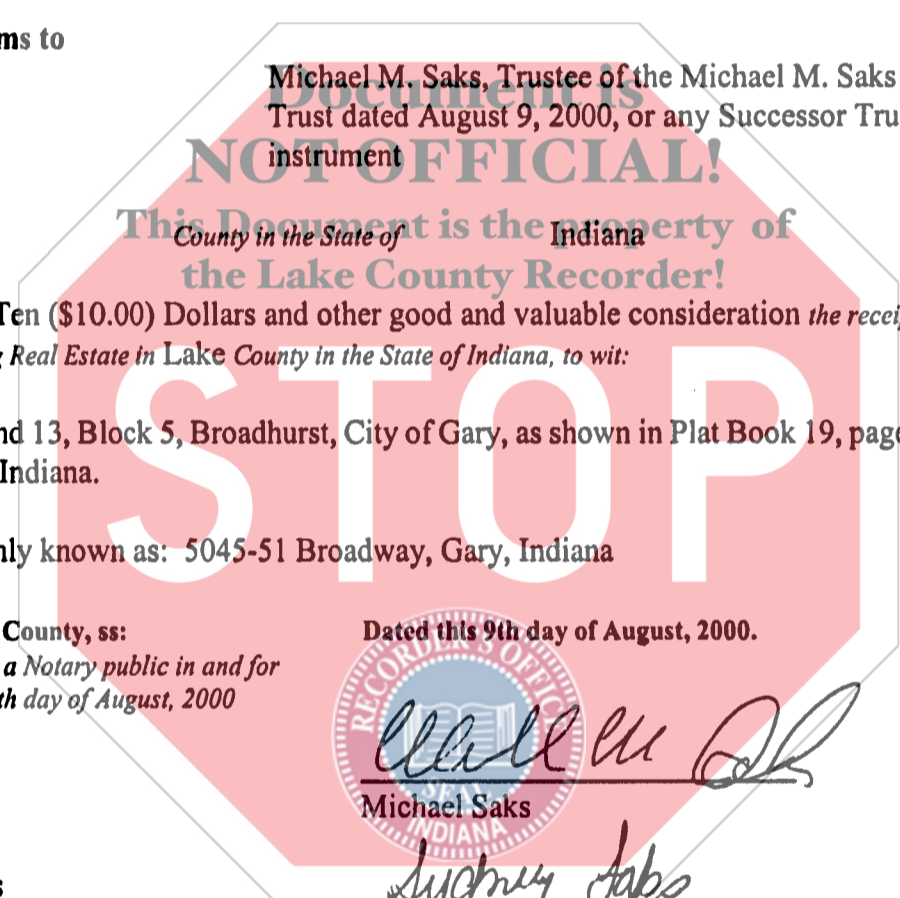 ms to
Michael M. Saks, Trustee of the Michael M. Saks
Document is
Trust dated August 9, 2000, or any Successor Tru
instrument
NOT OFFICIAL!
This Document is the property of
County in the State of Indiana
the Lake County Recorder!
Ten ($10.00) Dollars and other good and valuable consideration the recei
Real Estate in Lake County in the State of Indiana, to wit:
STOP
nd 13, Block 5, Broadhurst, City of Gary, as shown in Plat Book 19, page
Indiana.
nly known as: 5045-51 Broadway, Gary, Indiana
County, ss:
Dated this 9th day of August, 2000.
a Notary public in and for
th day of August, 2000
RECORDER'S OFFICE
SEAL
INDIANA
Michael Saks